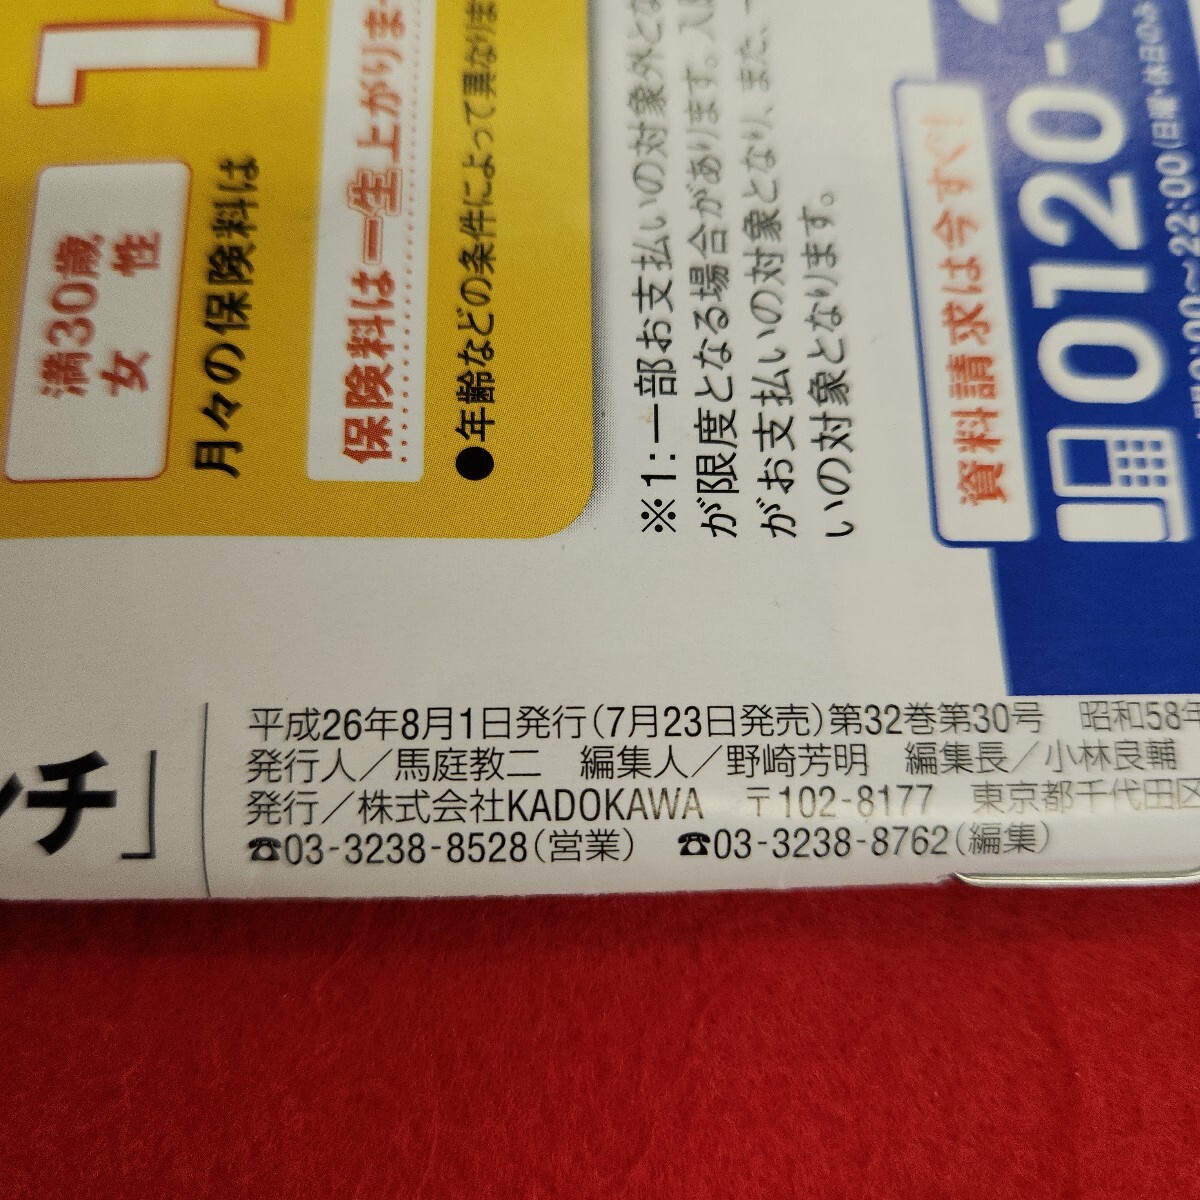 満30歳
女性
月々の保険料は
保険料は一生上がりま
●年齢などの条件によって異なりま
※1:一部お支払いの対象外とな
が限度となる場合があります。入
がお支払いの対象となり、また、
いの対象となります。
資料請求は今すぐ!
0120-
22:00(日曜・休日のみ
ンチ」
平成26年8月1日発行(7月23日発売)第32巻第30号 昭和58年
発行人/馬庭教二 編集人/野崎芳明 編集長/小林良輔
発行/株式会社KADOKAWA 〒102-8177 東京都千代田区
☎03-3238-8528(営業) ☎03-3238-8762(編集)